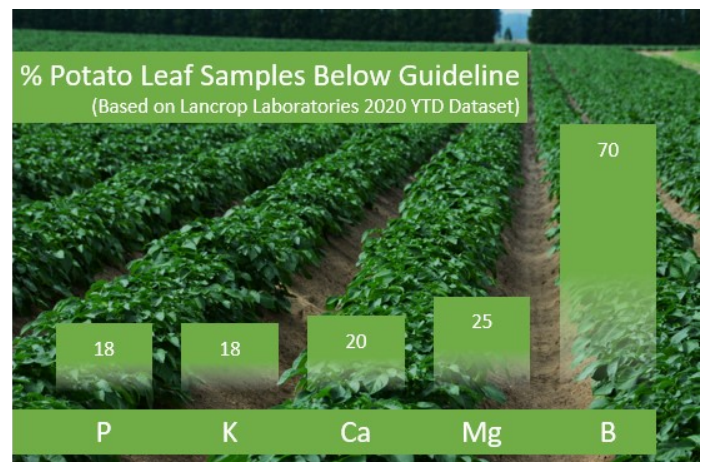 % Potato Leaf Samples Below Guideline
(Based on Lancrop Laboratories 2020 YTD Dataset)
70
25
20
18 18
P K Ca Mg B